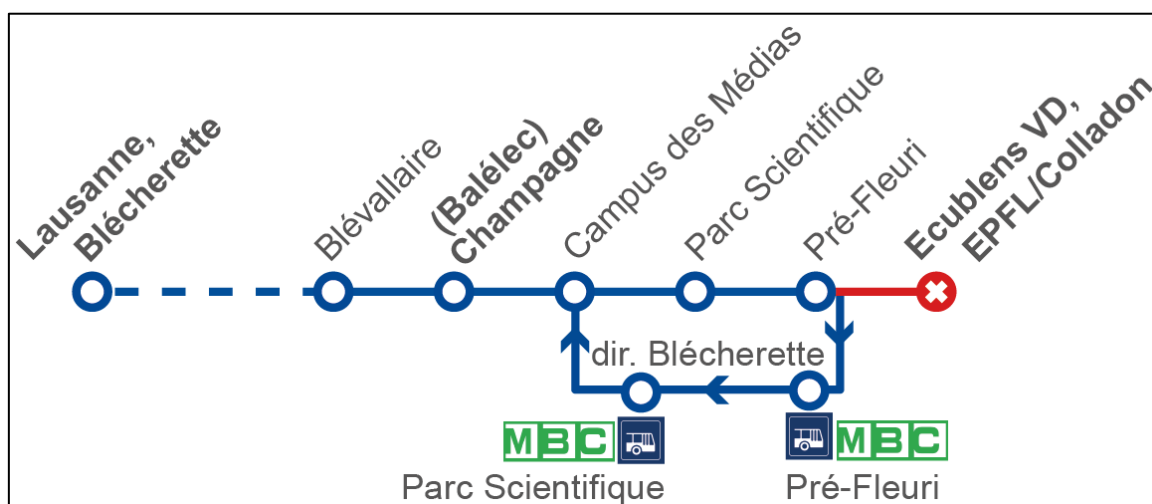 Lausanne,
Blécherette
Blévallaire
(Balélec)
Champagne
Campus des Médias
Parc Scientifique
Pré-Fleuri
Ecublens VD,
EPFL/Colladon
dir. Blécherette
MBC
MBC
Parc Scientifique
Pré-Fleuri